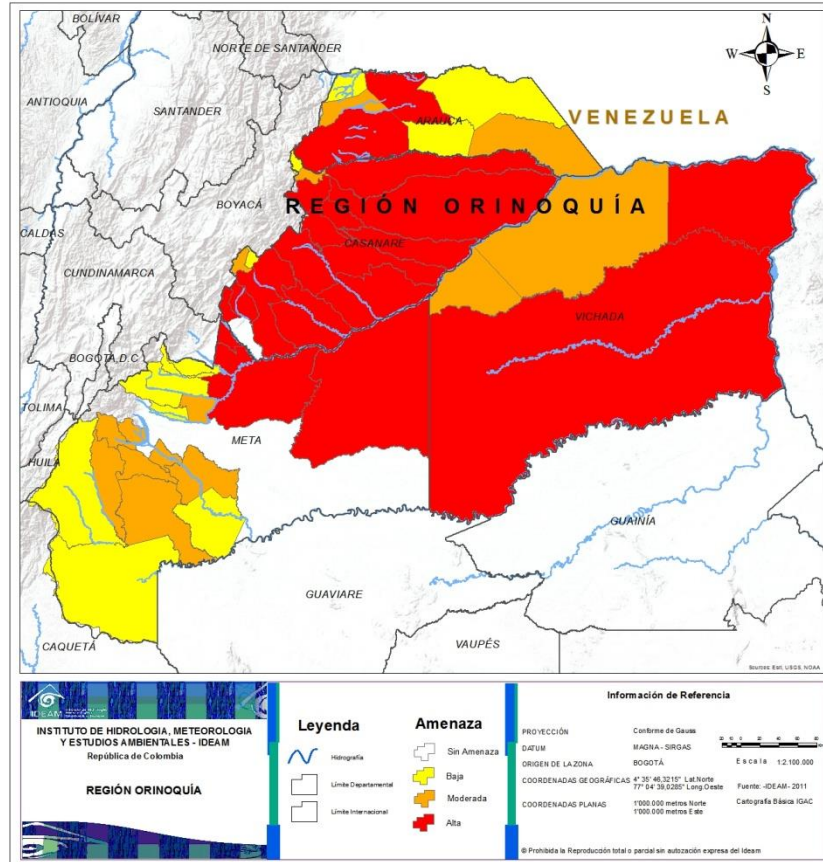 BOLÍVAR
NORTE DE SANTANDER
N
W E
S
ANTIOQUIA
SANTANDER
ARAUCA
VENEZUELA
BOYACÁ
REGIÓN ORINOQUÍA
CALDAS
CASANARE
CUNDINAMARCA
VICHADA
BOGOTÁ D.C
TOLIMA
META
HUILA
GUAINÍA
GUAVIARE
CAQUETÁ
VAUPÉS
Sources: Esri, USGS, NOAA
IDEAM
INSTITUTO DE HIDROLOGIA, METEOROLOGIA
Y ESTUDIOS AMBIENTALES - IDEAM
República de Colombia
REGIÓN ORINOQUÍA
Leyenda
Hidrografía
Límite Departamental
Límite Internacional
Amenaza
Sin Amenaza
Baja
Moderada
Alta
Información de Referencia
PROYECCIÓN Conforme de Gauss
DATUM MAGNA - SIRGAS
ORIGEN DE LA ZONA BOGOTÁ
Escala 1:2.100.000
COORDENADAS GEOGRÁFICAS 4° 35' 46,3215" Lat.Norte
77° 04' 39,0285" Long.Oeste
Fuente: -IDEAM- 2011
COORDENADAS PLANAS 1'000.000 metros Norte
1'000.000 metros Este
Cartografía Básica IGAC
© Prohibida la Reproducción total o parcial sin autozación expresa del Ideam